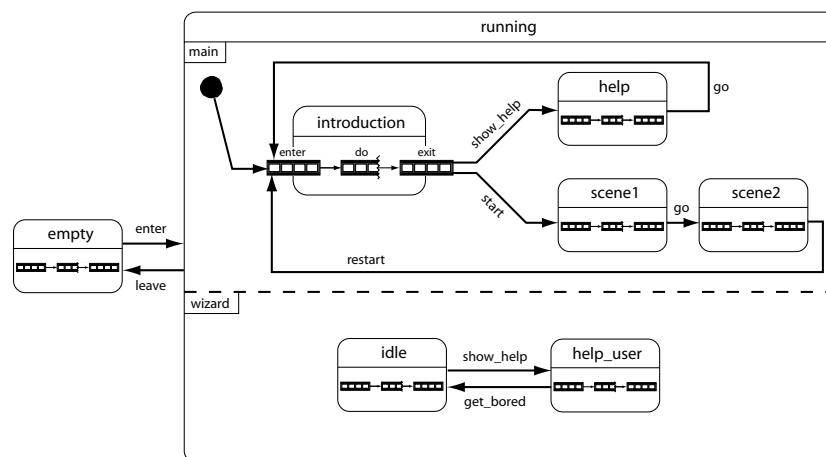 running
main
help
go
introduction
show_help
enter
do
exit
scene1
scene2
start
go
empty
enter
restart
leave
wizard
idle
show_help
help_user
get_bored